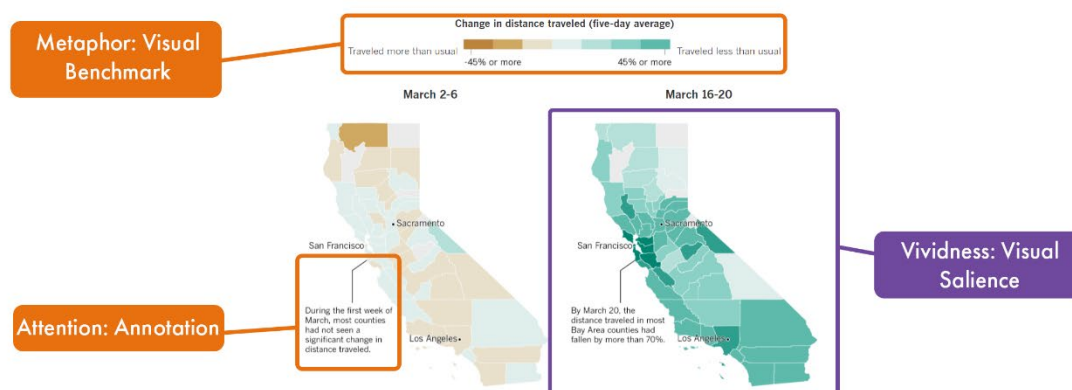 Metaphor: Visual
Benchmark
Change in distance traveled (five-day average)
Traveled more than usual
Traveled less than usual
-45% or more
45% or more
March 2-6
March 16-20
Sacramento
San Francisco
During the first week of
March, most counties
had not seen a
significant change in
distance traveled.
Los Angeles
Attention: Annotation
Sacramento
San Francisco
By March 20, the
distance traveled in most
Bay Area counties had
fallen by more than 70%.
Los Angeles
Vividness: Visual
Salience